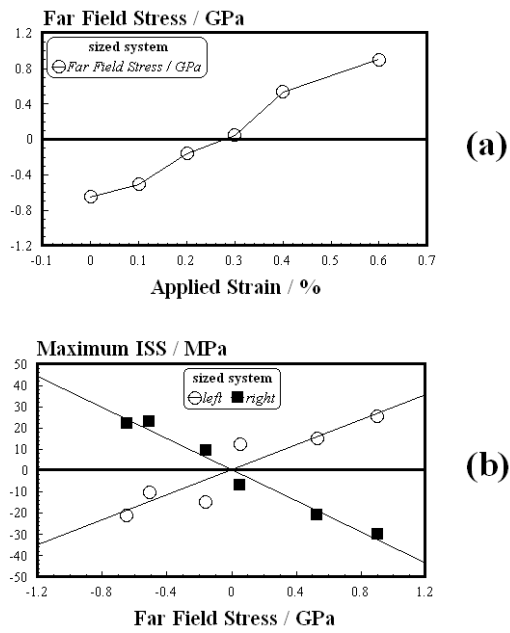 Far Field Stress / GPa
1.2
0.8
0.4
0
-0.4
-0.8
-1.2
sized system
Far Field Stress / GPa
-0.1 0 0.1 0.2 0.3 0.4 0.5 0.6 0.7
Applied Strain / %
(a)
Maximum ISS / MPa
50
40
30
20
10
0
-10
-20
-30
-40
-50
sized system
left right
-1.2 -0.8 -0.4 0 0.4 0.8 1.2
Far Field Stress / GPa
(b)